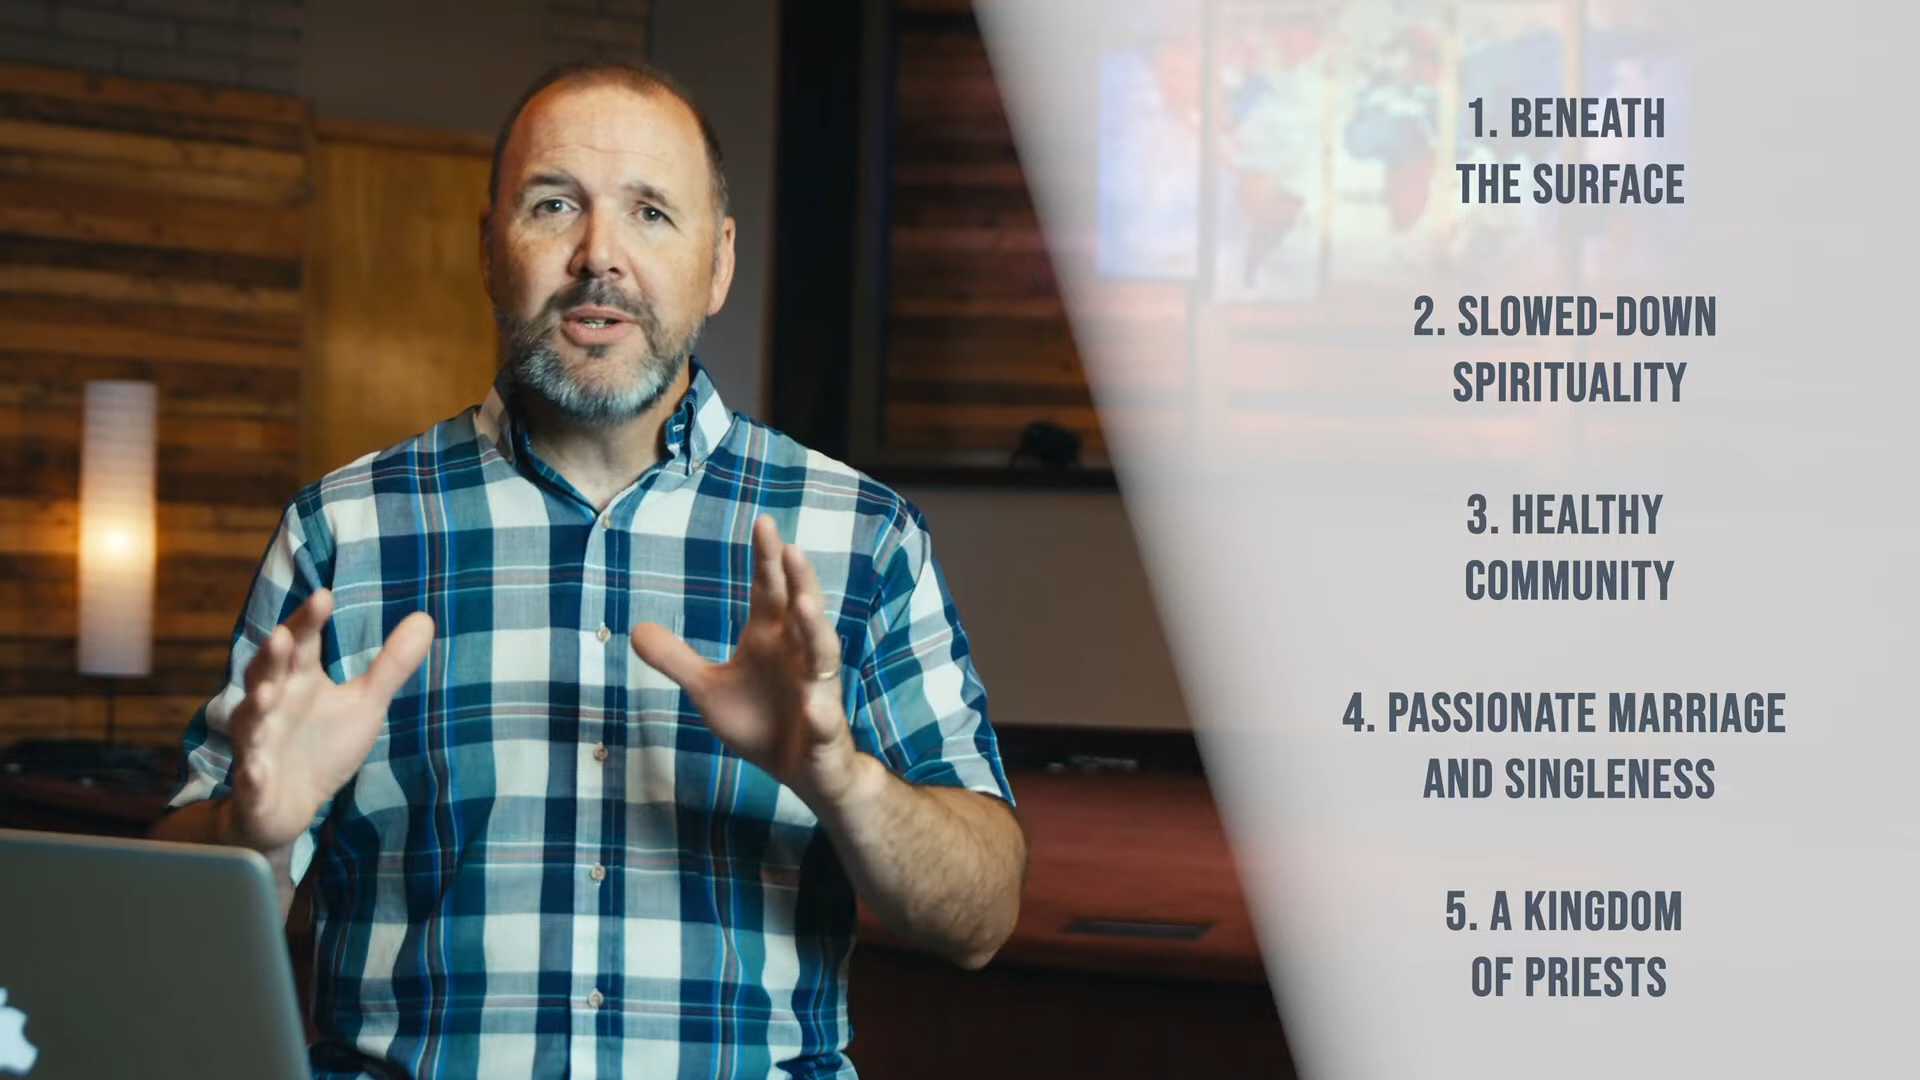 1. BENEATH
THE SURFACE
2. SLOWED-DOWN
SPIRITUALITY
3. HEALTHY
COMMUNITY
4. PASSIONATE MARRIAGE
AND SINGLENESS
5. A KINGDOM
OF PRIESTS